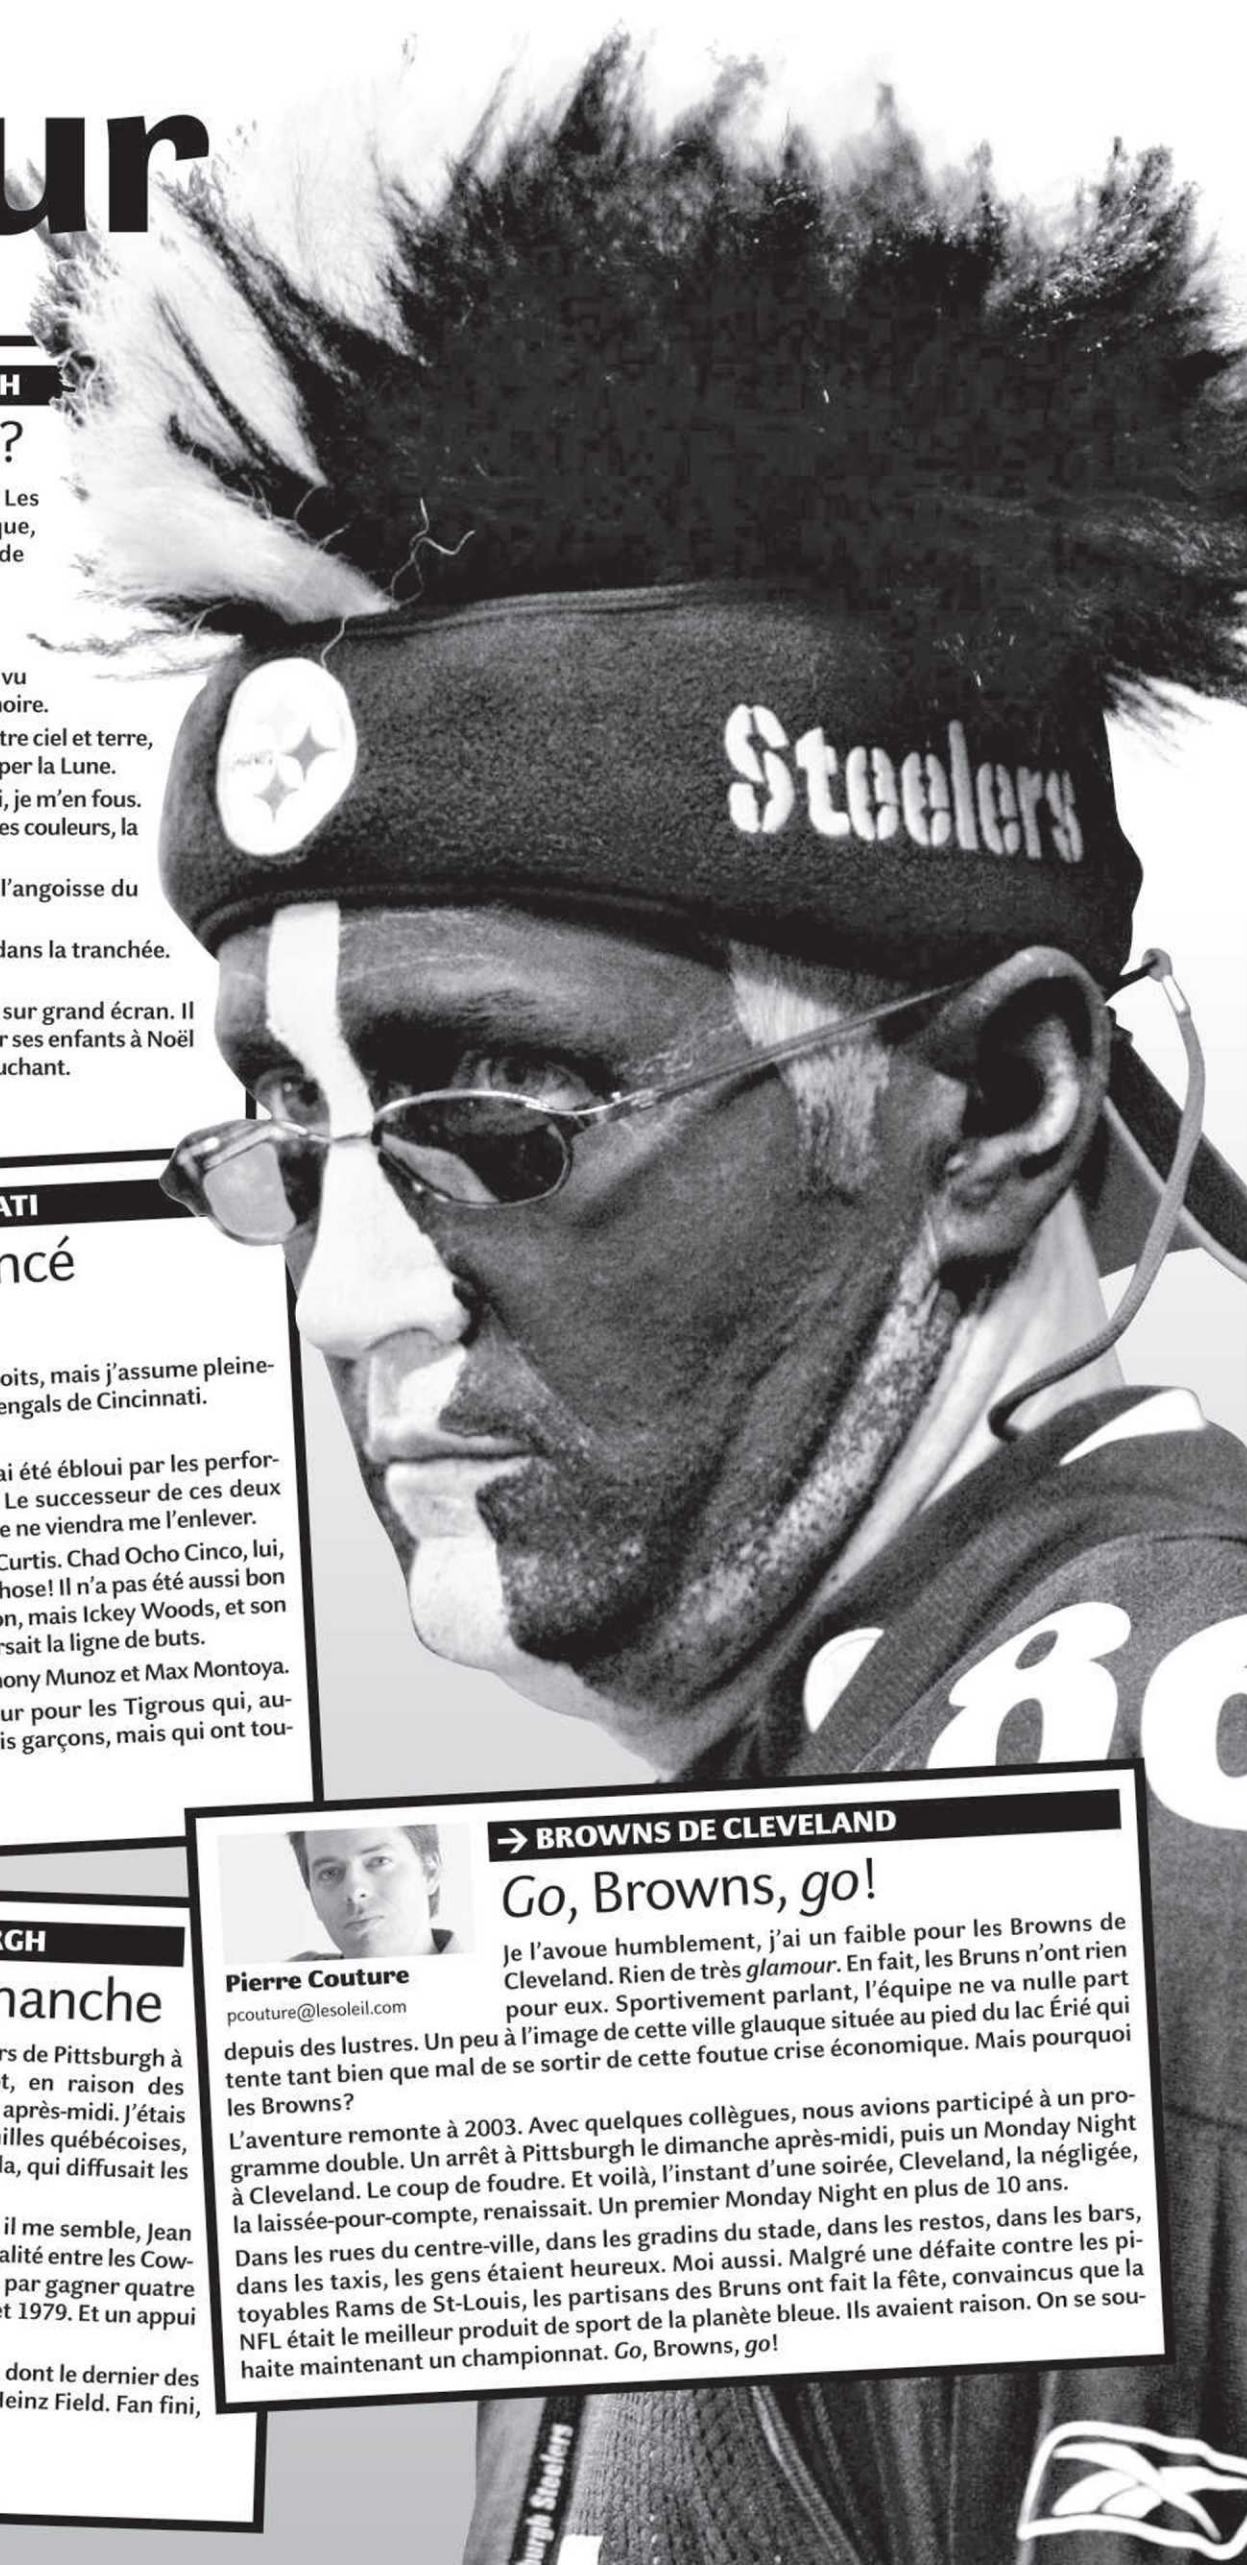 ur
H
?
Les
que,
de
vu
oire.
tre ciel et terre,
per la Lune.
i, je m'en fous.
es couleurs, la
l'angoisse du
dans la tranchée.
sur grand écran. Il
r ses enfants à Noël
uchant.
Steelers
ATI
ncé
oits, mais j'assume pleine-
engals de Cincinnati.
ai été ébloui par les perfor-
Le successeur de ces deux
e ne viendra me l'enlever.
Curtis. Chad Ocho Cinco, lui,
hose! Il n'a pas été aussi bon
on, mais Ickey Woods, et son
rsait la ligne de buts.
hony Munoz et Max Montoya.
ur pour les Tigrous qui, au-
is garçons, mais qui ont tou-
86
RGH
manche
rs de Pittsburgh à
t, en raison des
après-midi. J'étais
illes québécoises,
la, qui diffusait les
il me semble, Jean
alité entre les Cow-
par gagner quatre
et 1979. Et un appui
dont le dernier des
Heinz Field. Fan fini,
→ BROWNS DE CLEVELAND
Go, Browns, go!
Pierre Couture
pcouture@lesoleil.com
Je l'avoue humblement, j'ai un faible pour les Browns de
Cleveland. Rien de très glamour. En fait, les Bruns n'ont rien
pour eux. Sportivement parlant, l'équipe ne va nulle part
depuis des lustres. Un peu à l'image de cette ville glauque située au pied du lac Érié qui
tente tant bien que mal de se sortir de cette foutue crise économique. Mais pourquoi
les Browns?
L'aventure remonte à 2003. Avec quelques collègues, nous avions participé à un pro-
gramme double. Un arrêt à Pittsburgh le dimanche après-midi, puis un Monday Night
à Cleveland. Le coup de foudre. Et voilà, l'instant d'une soirée, Cleveland, la négligée,
la laissée-pour-compte, renaissait. Un premier Monday Night en plus de 10 ans.
Dans les rues du centre-ville, dans les gradins du stade, dans les restos, dans les bars,
dans les taxis, les gens étaient heureux. Moi aussi. Malgré une défaite contre les pi-
toyables Rams de St-Louis, les partisans des Bruns ont fait la fête, convaincus que la
NFL était le meilleur produit de sport de la planète bleue. Ils avaient raison. On se sou-
haite maintenant un championnat. Go, Browns, go!
burgh Steelers